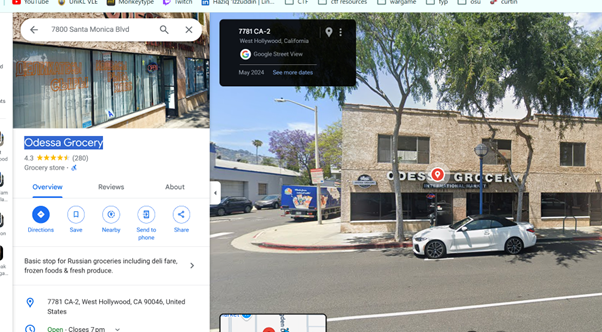 YouTube
UniKL VLE
Monkeytype
Twitch
Haziq 'Izzuddin | Lin...
CTF
ctf resources
wargame
fyp
osu
curtin
7800 Santa Monica Blvd
7781 CA-2
West Hollywood, California
Google Street View
May 2024 See more dates
Odessa Grocery
4.3 (280)
Grocery store ·
Overview Reviews About
Directions Save Nearby Send to phone Share
Basic stop for Russian groceries including deli fare,
frozen foods & fresh produce.
7781 CA-2, West Hollywood, CA 90046, United
States
Open · Closes 7 pm
ODESSA GROCERY
INTERNATIONAL MARKET